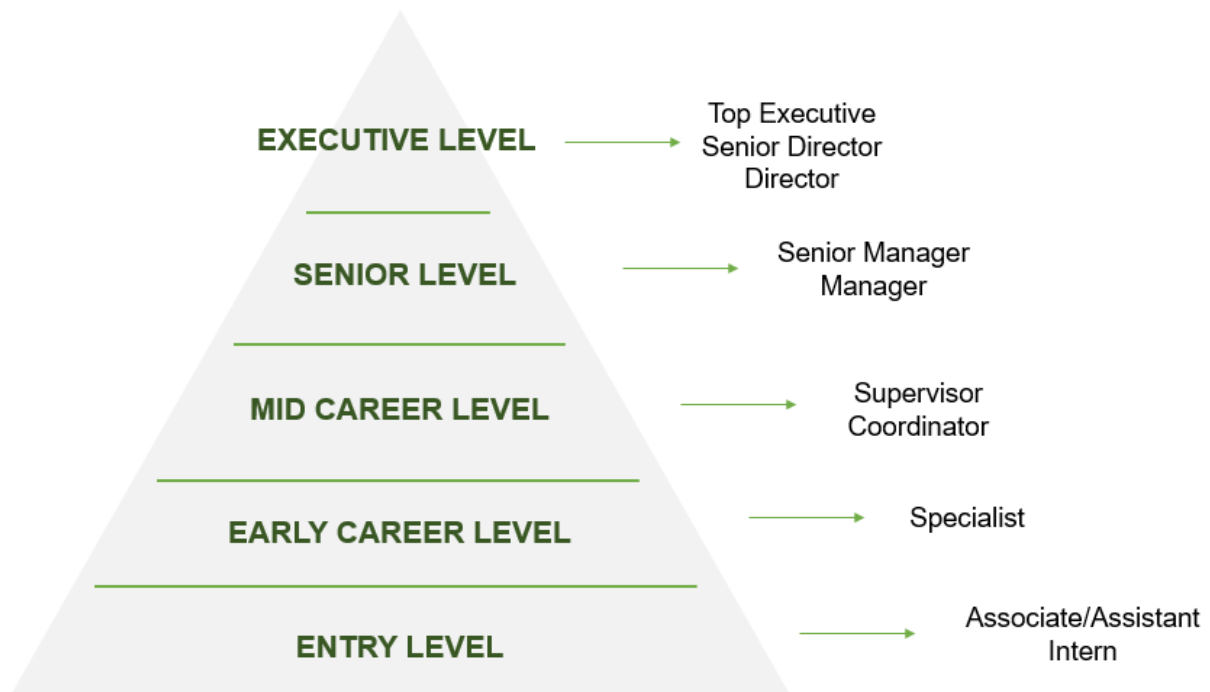 EXECUTIVE LEVEL
Top Executive
Senior Director
Director
SENIOR LEVEL
Senior Manager
Manager
MID CAREER LEVEL
Supervisor
Coordinator
EARLY CAREER LEVEL
Specialist
ENTRY LEVEL
Associate/Assistant
Intern